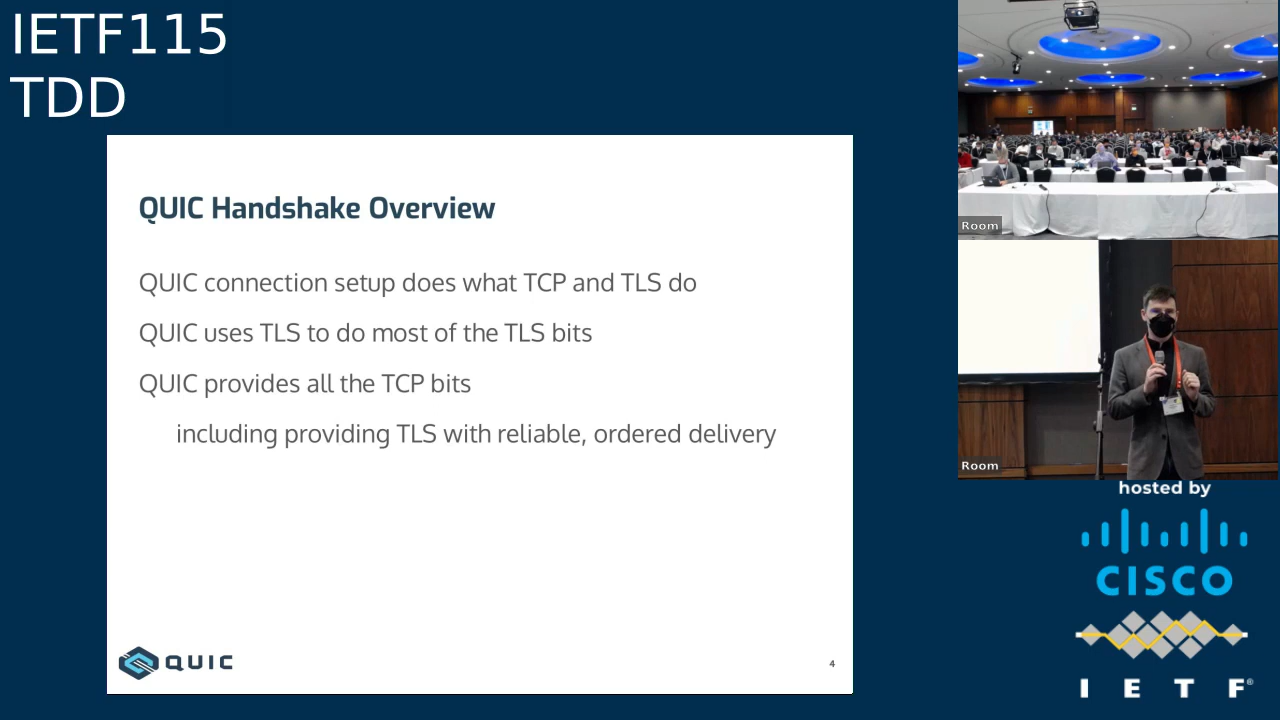 IETF115
TDD
QUIC Handshake Overview
QUIC connection setup does what TCP and TLS do
QUIC uses TLS to do most of the TLS bits
QUIC provides all the TCP bits
including providing TLS with reliable, ordered delivery
QUIC
4
Room
Room
hosted by
CISCO
I E T F®